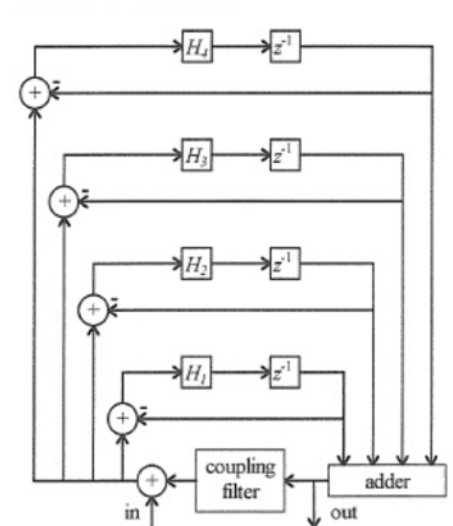 H₄ z⁻¹
+ -
H₃ z⁻¹
+ -
H₂ z⁻¹
+ -
H₁ z⁻¹
+ -
+ coupling filter adder
in out